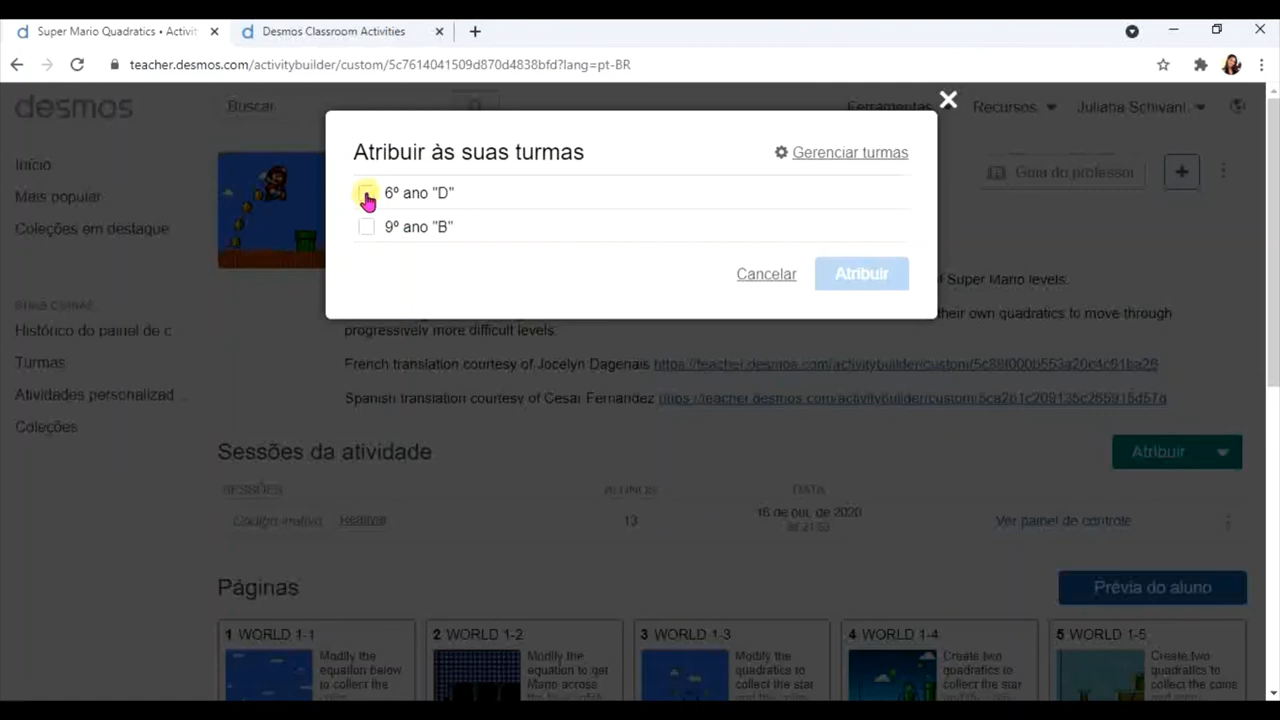 Super Mario Quadratics • Activit
Desmos Classroom Activities
teacher.desmos.com/activitybuilder/custom/5c7614041509d870d4838bfd?lang=pt-BR
desmos
Buscar
Ferramentas
Recursos
Juliana Schivani
Início
Mais popular
Coleções em destaque
Histórico do painel de c
Turmas
Atividades personalizad ...
Coleções
Atribuir às suas turmas
Gerenciar turmas
6º ano "D"
9º ano "B"
Cancelar
Atribuir
Guia do professor
of Super Mario levels.
their own quadratics to move through
progressively more difficult levels.
French translation courtesy of Jocelyn Dagenais
Spanish translation courtesy of Cesar Fernandez
Sessões da atividade
Atribuir
SESSÕES
ALUNOS
DATA
Código inativo
Reativar
13
16 de out. de 2020
Ver painel de controle
Páginas
Prévia do aluno
1 WORLD 1-1
Modify the
equation below
to collect the
2 WORLD 1-2
Modify the
equation to get
Mario across
3 WORLD 1-3
Modify the
quadratics to
collect the star
4 WORLD 1-4
Create two
quadratics to
collect the star
5 WORLD 1-5
Create two
quadratics to
collect the coins